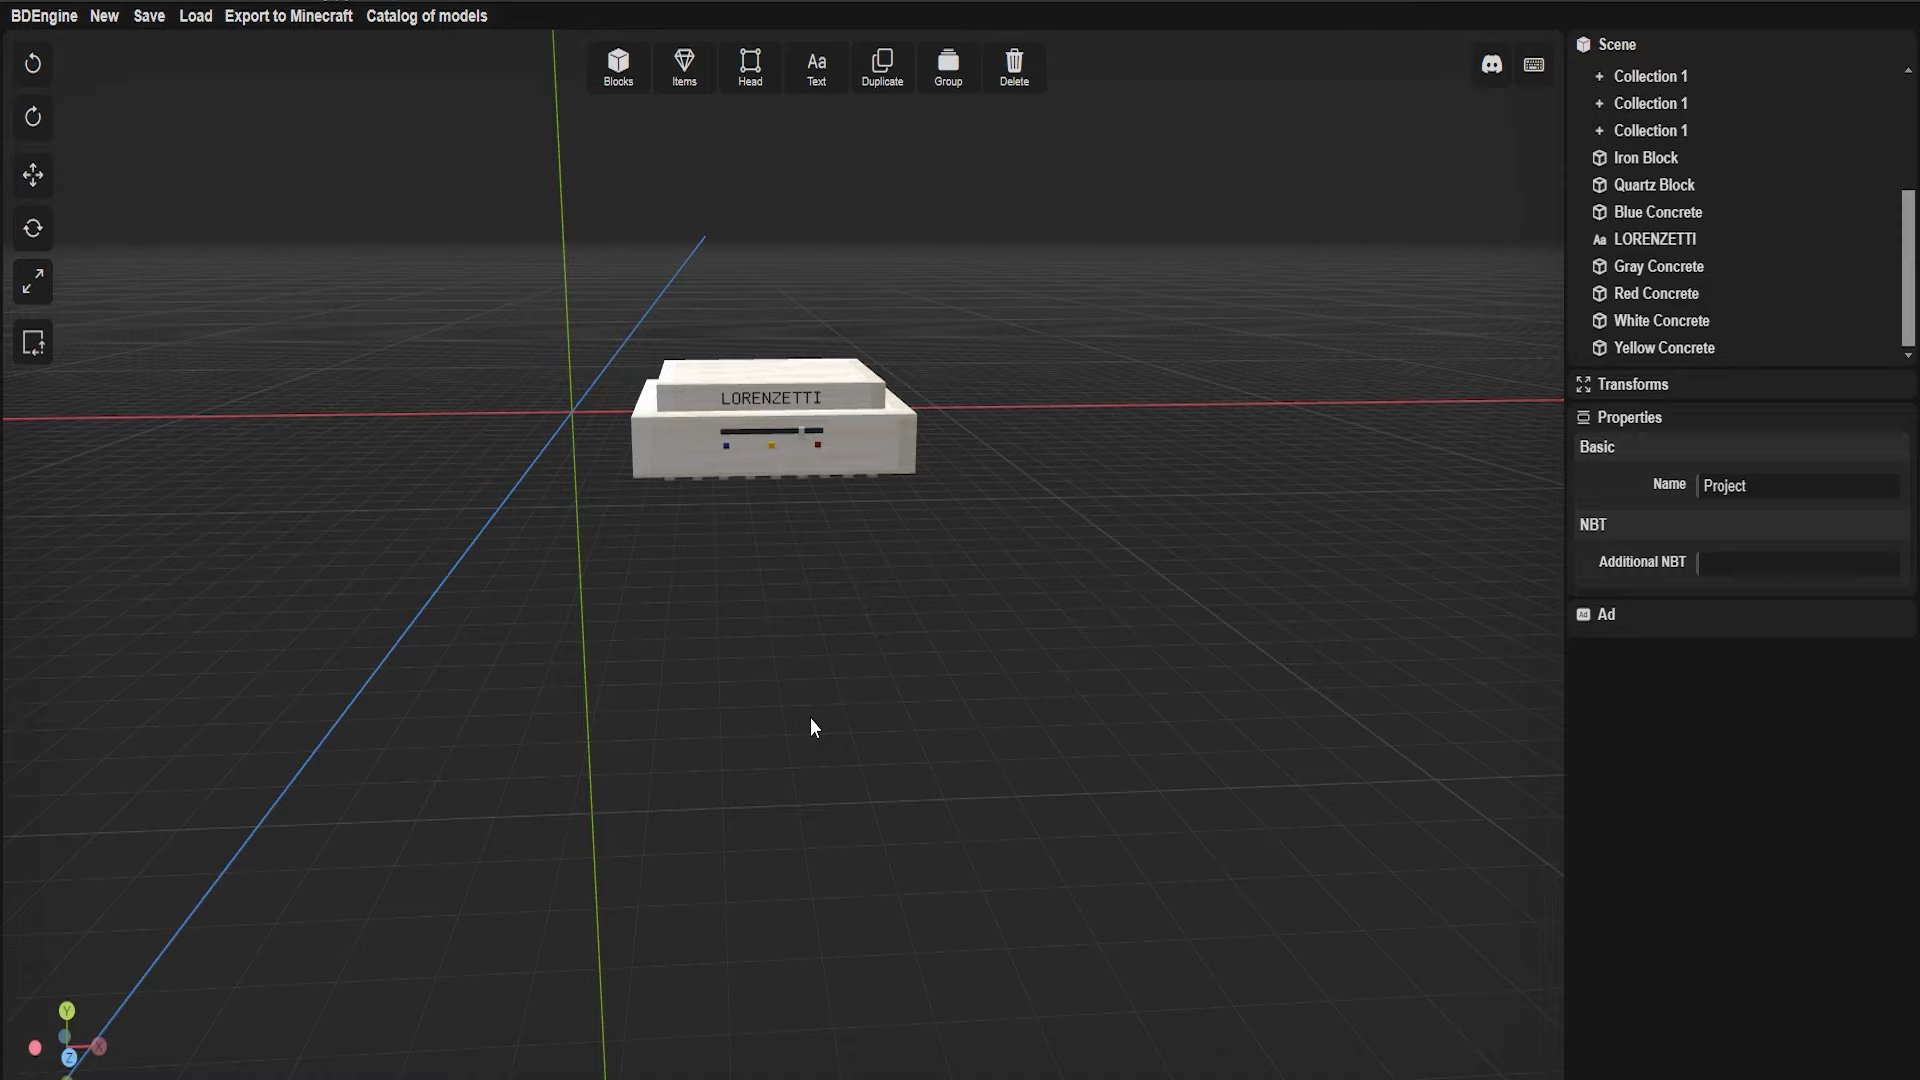 BDEngine New Save Load Export to Minecraft Catalog of models
Blocks Items Aa Head Text Duplicate Group Delete
LORENZETTI
Y
X
Z
Scene
+ Collection 1
+ Collection 1
+ Collection 1
Iron Block
Quartz Block
Blue Concrete
Aa LORENZETTI
Gray Concrete
Red Concrete
White Concrete
Yellow Concrete
Transforms
Properties
Basic
Name Project
NBT
Additional NBT
Ad Ad